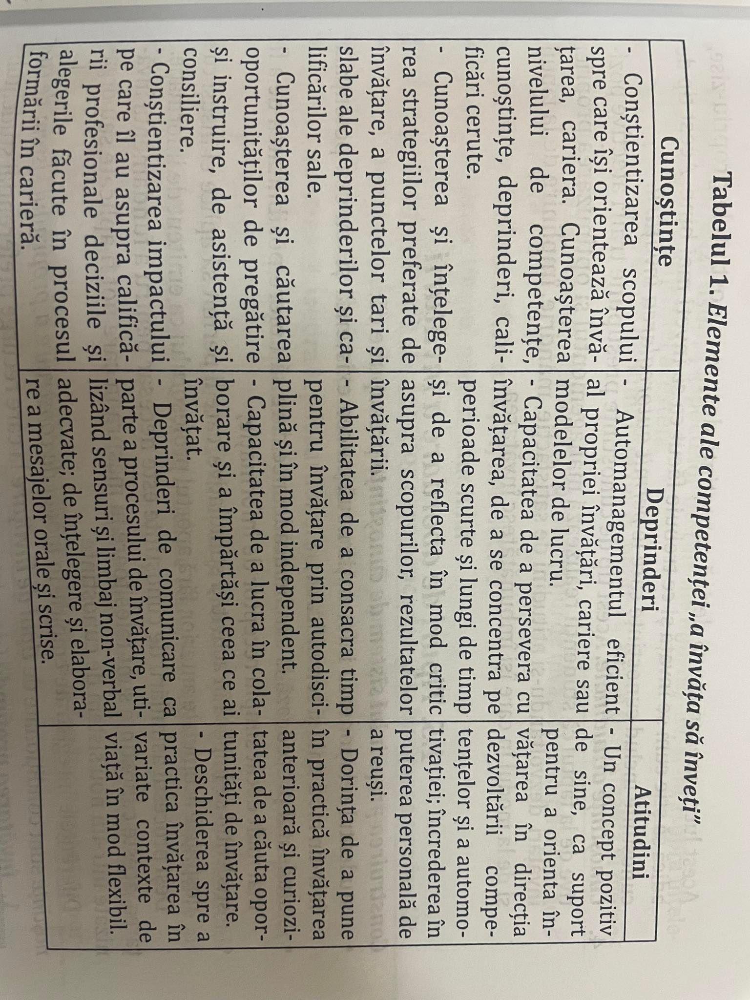 Tabelul 1. Elemente ale competenței „a învăța să înveți”
Cunoștințe
- Conștientizarea scopului
spre care își orientează învă-
țarea, cariera. Cunoașterea
nivelului de competențe,
cunoștințe, deprinderi, cali-
ficări cerute.
- Cunoașterea și înțelege-
rea strategiilor preferate de
învățare, a punctelor tari și
slabe ale deprinderilor și ca-
lificărilor sale.
- Cunoașterea și căutarea
oportunităților de pregătire
și instruire, de asistență și
consiliere.
- Conștientizarea impactului
pe care îl au asupra calificã-
rii profesionale deciziile și
alegerile făcute în procesul
formării în carieră.
Deprinderi
- Automanagementul eficient
al propriei învățări, cariere sau
modelelor de lucru.
- Capacitatea de a persevera cu
învățarea, de a se concentra pe
perioade scurte și lungi de timp
și de a reflecta în mod critic
asupra scopurilor, rezultatelor
învățării.
- Abilitatea de a consacra timp
pentru învățare prin autodisci-
plină și în mod independent.
- Capacitatea de a lucra în cola-
borare și a împărtăși ceea ce ai
învățat.
- Deprinderi de comunicare ca
parte a procesului de învățare, uti-
lizând sensuri și limbaj non-verbal
adecvate; de înțelegere și elabora-
re a mesajelor orale și scrise.
Atitudini
- Un concept pozitiv
de sine, ca suport
pentru a orienta în-
vățarea în direcția
dezvoltării compe-
tențelor și a automo-
tivației; încrederea în
puterea personală de
a reuși.
- Dorința de a pune
în practică învățarea
anterioară și curiozi-
tatea de a căuta opor-
tunități de învățare.
- Deschiderea spre a
practica învățarea în
variate contexte de
viață în mod flexibil.